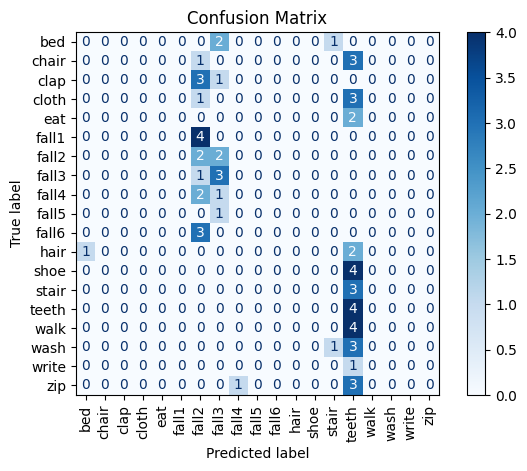 Confusion Matrix
True label
bed 0 0 0 0 0 0 0 2 0 0 0 0 0 1 0 0 0 0 0
chair 0 0 0 0 0 0 1 0 0 0 0 0 0 0 3 0 0 0 0
clap 0 0 0 0 0 0 3 1 0 0 0 0 0 0 0 0 0 0 0
cloth 0 0 0 0 0 0 1 0 0 0 0 0 0 0 3 0 0 0 0
eat 0 0 0 0 0 0 0 0 0 0 0 0 0 0 2 0 0 0 0
fall1 0 0 0 0 0 0 4 0 0 0 0 0 0 0 0 0 0 0 0
fall2 0 0 0 0 0 0 2 2 0 0 0 0 0 0 0 0 0 0 0
fall3 0 0 0 0 0 0 1 3 0 0 0 0 0 0 0 0 0 0 0
fall4 0 0 0 0 0 0 2 1 0 0 0 0 0 0 0 0 0 0 0
fall5 0 0 0 0 0 0 0 1 0 0 0 0 0 0 0 0 0 0 0
fall6 0 0 0 0 0 0 3 0 0 0 0 0 0 0 0 0 0 0 0
hair 1 0 0 0 0 0 0 0 0 0 0 0 0 0 2 0 0 0 0
shoe 0 0 0 0 0 0 0 0 0 0 0 0 0 0 4 0 0 0 0
stair 0 0 0 0 0 0 0 0 0 0 0 0 0 0 3 0 0 0 0
teeth 0 0 0 0 0 0 0 0 0 0 0 0 0 0 4 0 0 0 0
walk 0 0 0 0 0 0 0 0 0 0 0 0 0 0 4 0 0 0 0
wash 0 0 0 0 0 0 0 0 0 0 0 0 0 1 3 0 0 0 0
write 0 0 0 0 0 0 0 0 0 0 0 0 0 0 1 0 0 0 0
zip 0 0 0 0 0 0 0 0 1 0 0 0 0 0 3 0 0 0 0
bed chair clap cloth eat fall1 fall2 fall3 fall4 fall5 fall6 hair shoe stair teeth walk wash write zip
Predicted label
4.0
3.5
3.0
2.5
2.0
1.5
1.0
0.5
0.0